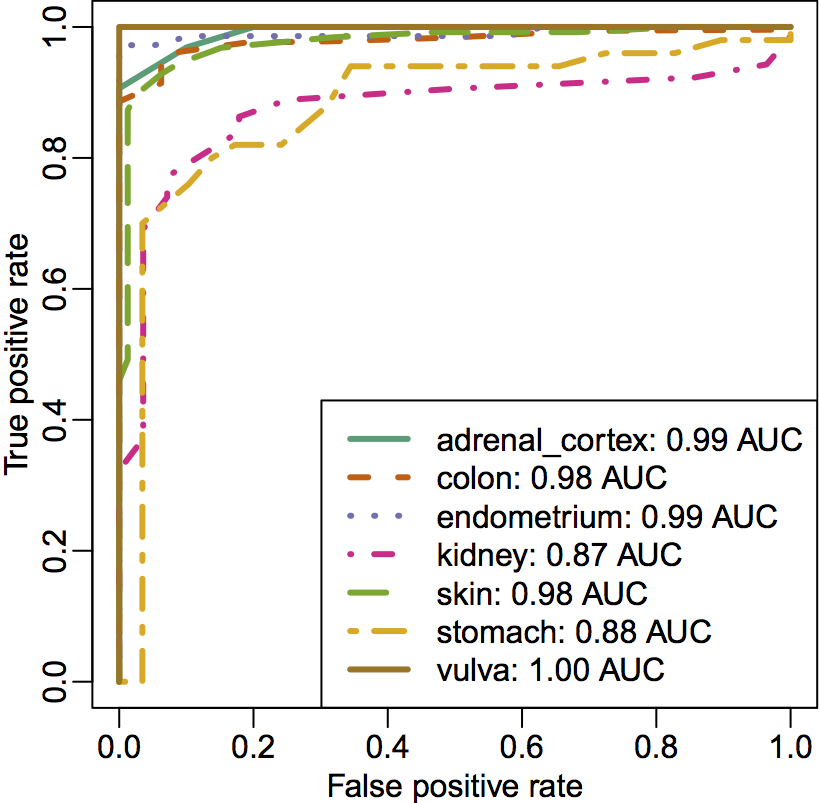 1.0
0.8
0.6
0.4
0.2
0.0
True positive rate
adrenal_cortex: 0.99 AUC
colon: 0.98 AUC
endometrium: 0.99 AUC
kidney: 0.87 AUC
skin: 0.98 AUC
stomach: 0.88 AUC
vulva: 1.00 AUC
0.0 0.2 0.4 0.6 0.8 1.0
False positive rate